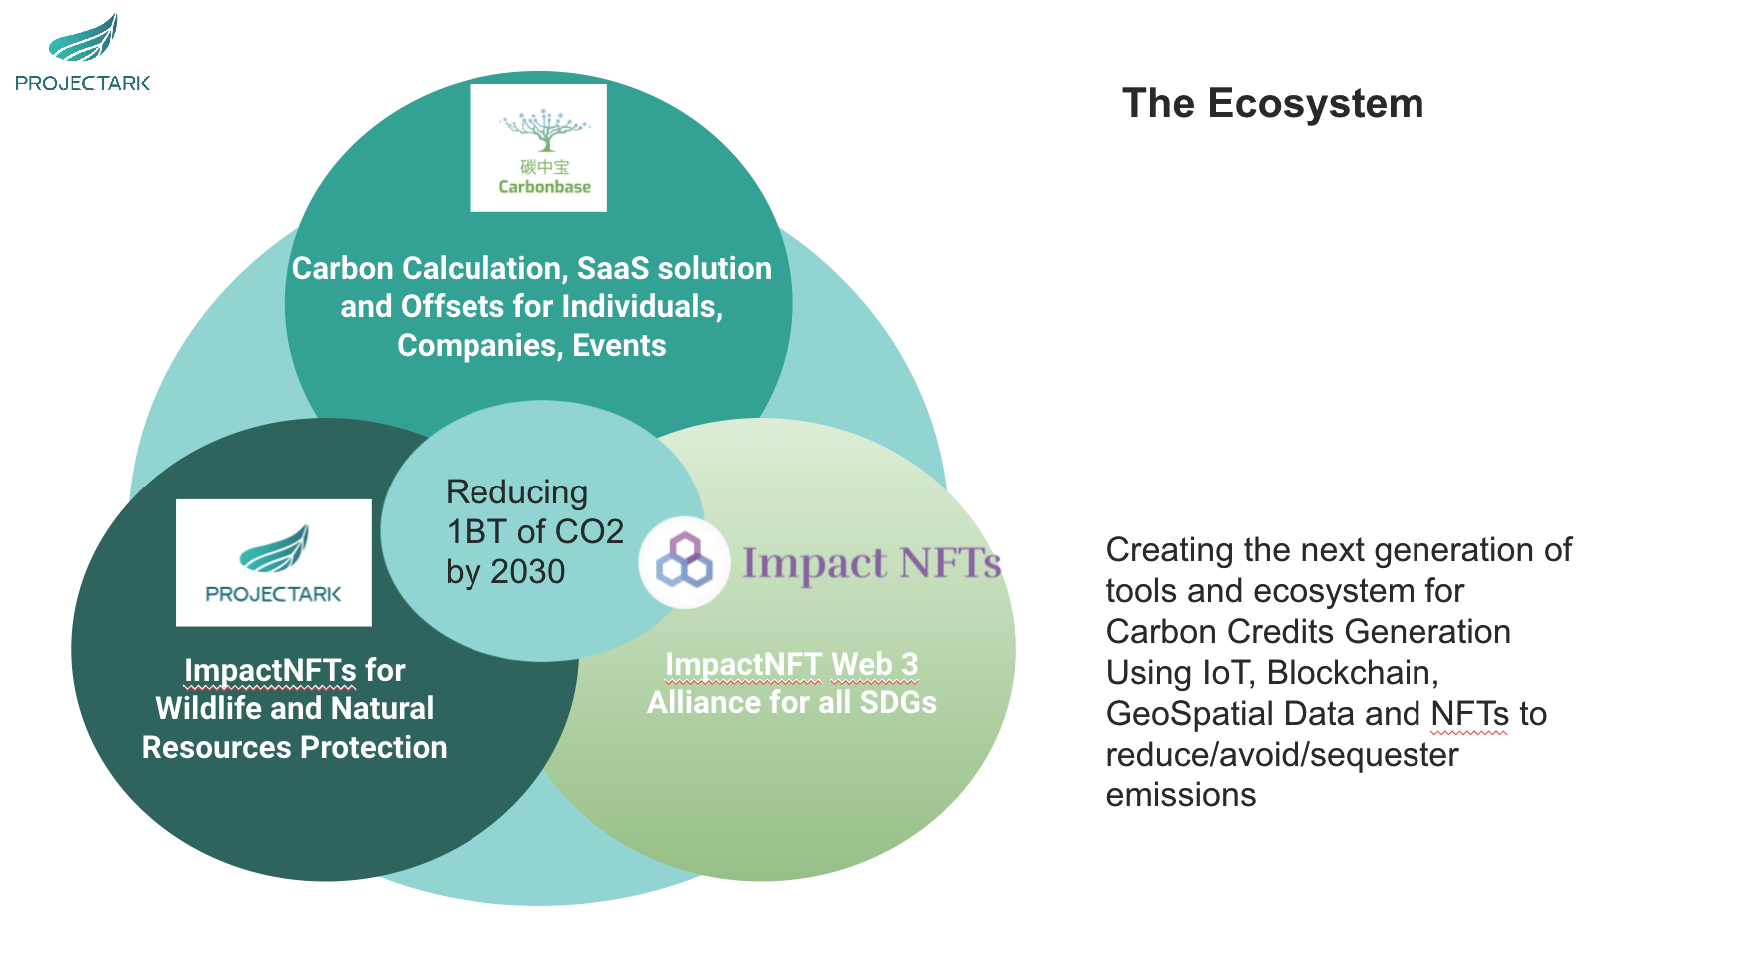 PROJECTARK
The Ecosystem
碳中宝
Carbonbase
Carbon Calculation, SaaS solution
and Offsets for Individuals,
Companies, Events
Reducing
1BT of CO2
by 2030
PROJECTARK
ImpactNFTs for
Wildlife and Natural
Resources Protection
Impact NFTs
ImpactNFT Web 3
Alliance for all SDGs
Creating the next generation of
tools and ecosystem for
Carbon Credits Generation
Using IoT, Blockchain,
GeoSpatial Data and NFTs to
reduce/avoid/sequester
emissions